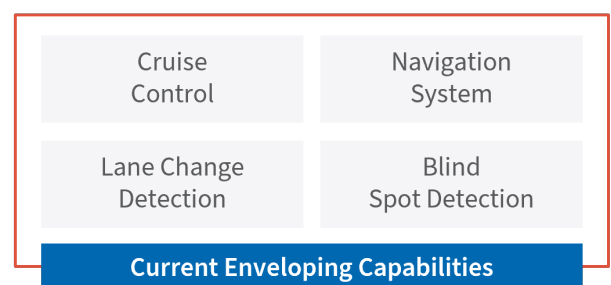 Cruise
Control
Navigation
System
Lane Change
Detection
Blind
Spot Detection
Current Enveloping Capabilities